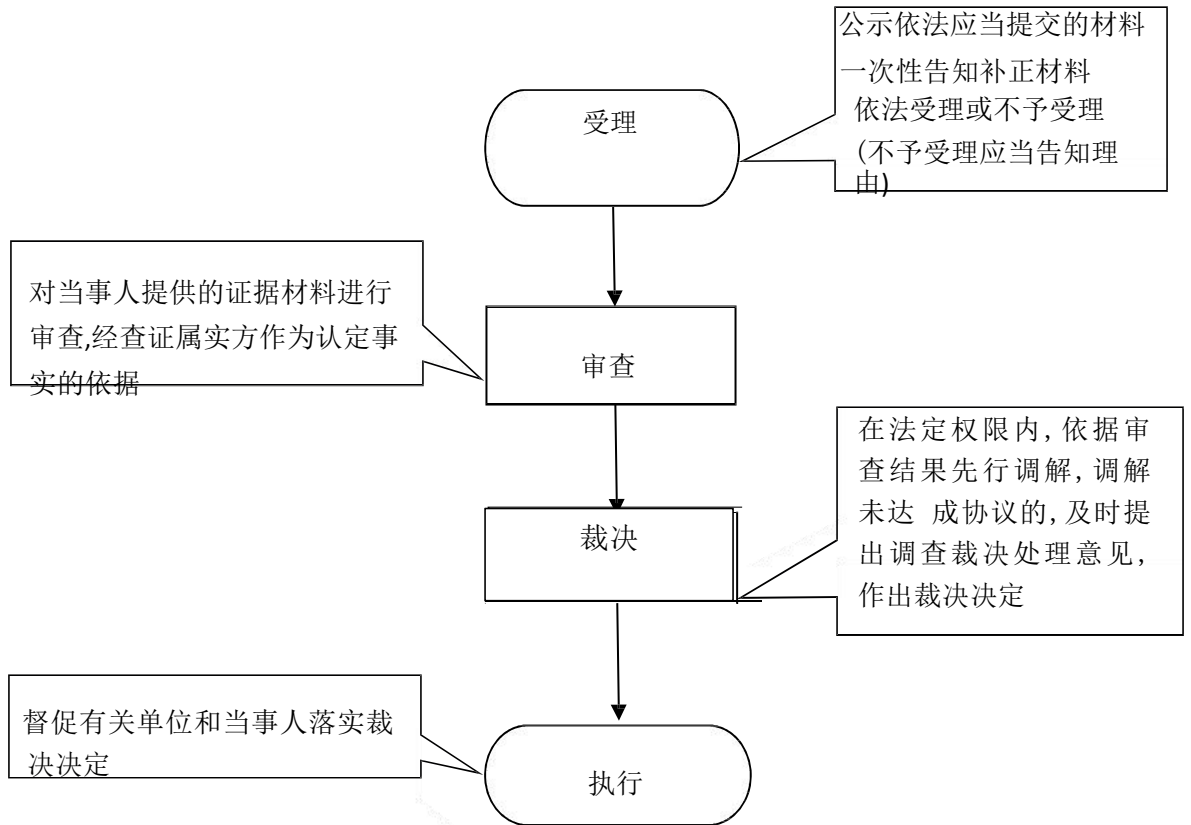 公示依法应当提交的材料
一次性告知补正材料
依法受理或不予受理
(不予受理应当告知理
由)
受理
对当事人提供的证据材料进行
审查,经查证属实方作为认定事
实的依据
审查
在法定权限内,依据审
查结果先行调解,调解
未达 成协议的,及时提
出调查裁决处理意见,
作出裁决决定
裁决
督促有关单位和当事人落实裁
决决定
执行